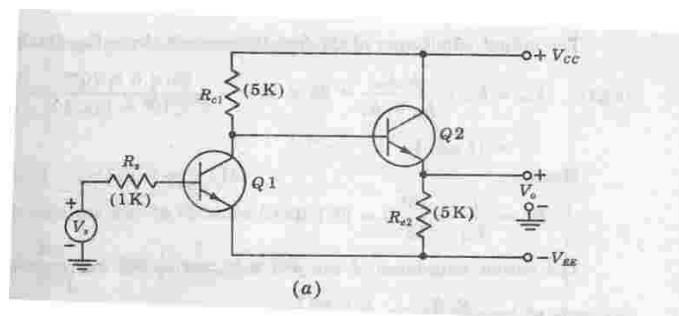 + V_CC
R_c1 (5K)
Q2
R_s
Q1
+
(1K)
V_o
+
R_e2 (5K)
-
V_s
-
- V_EE
(a)